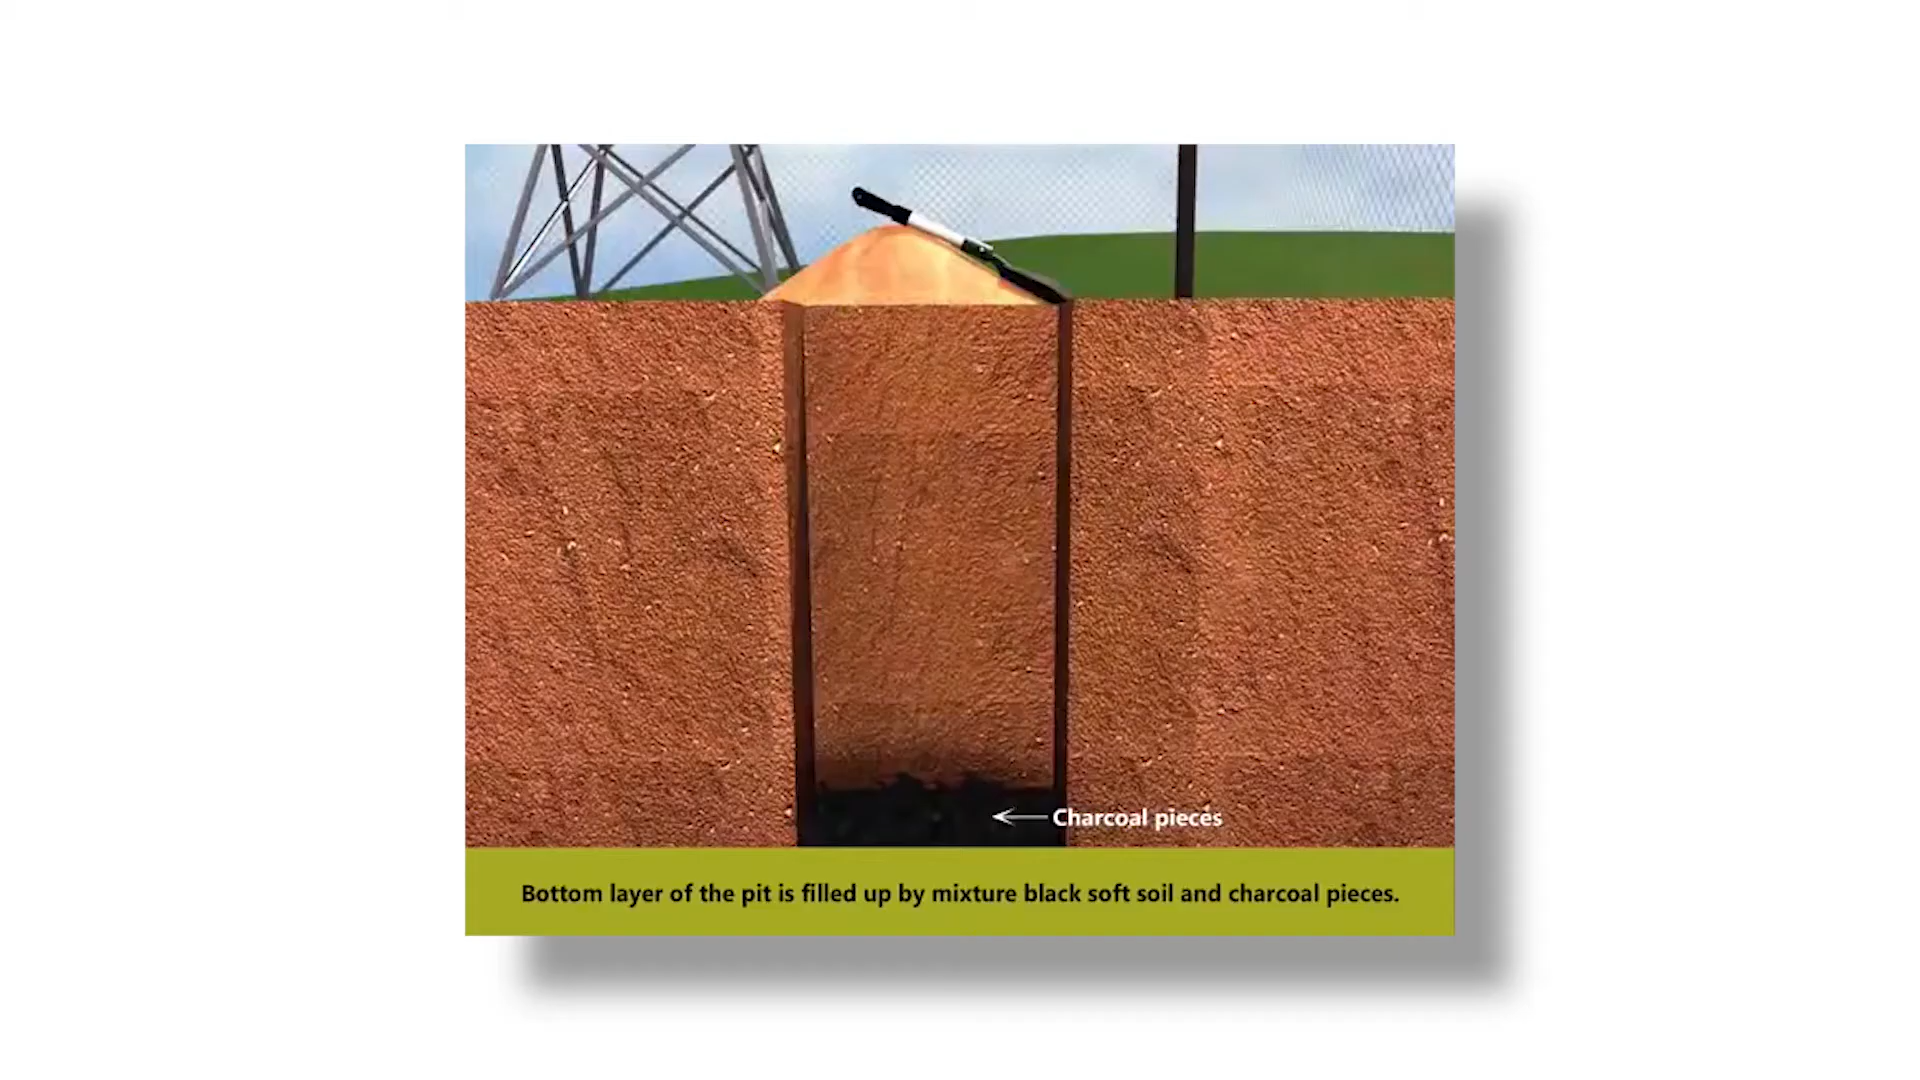 Charcoal pieces
Bottom layer of the pit is filled up by mixture black soft soil and charcoal pieces.